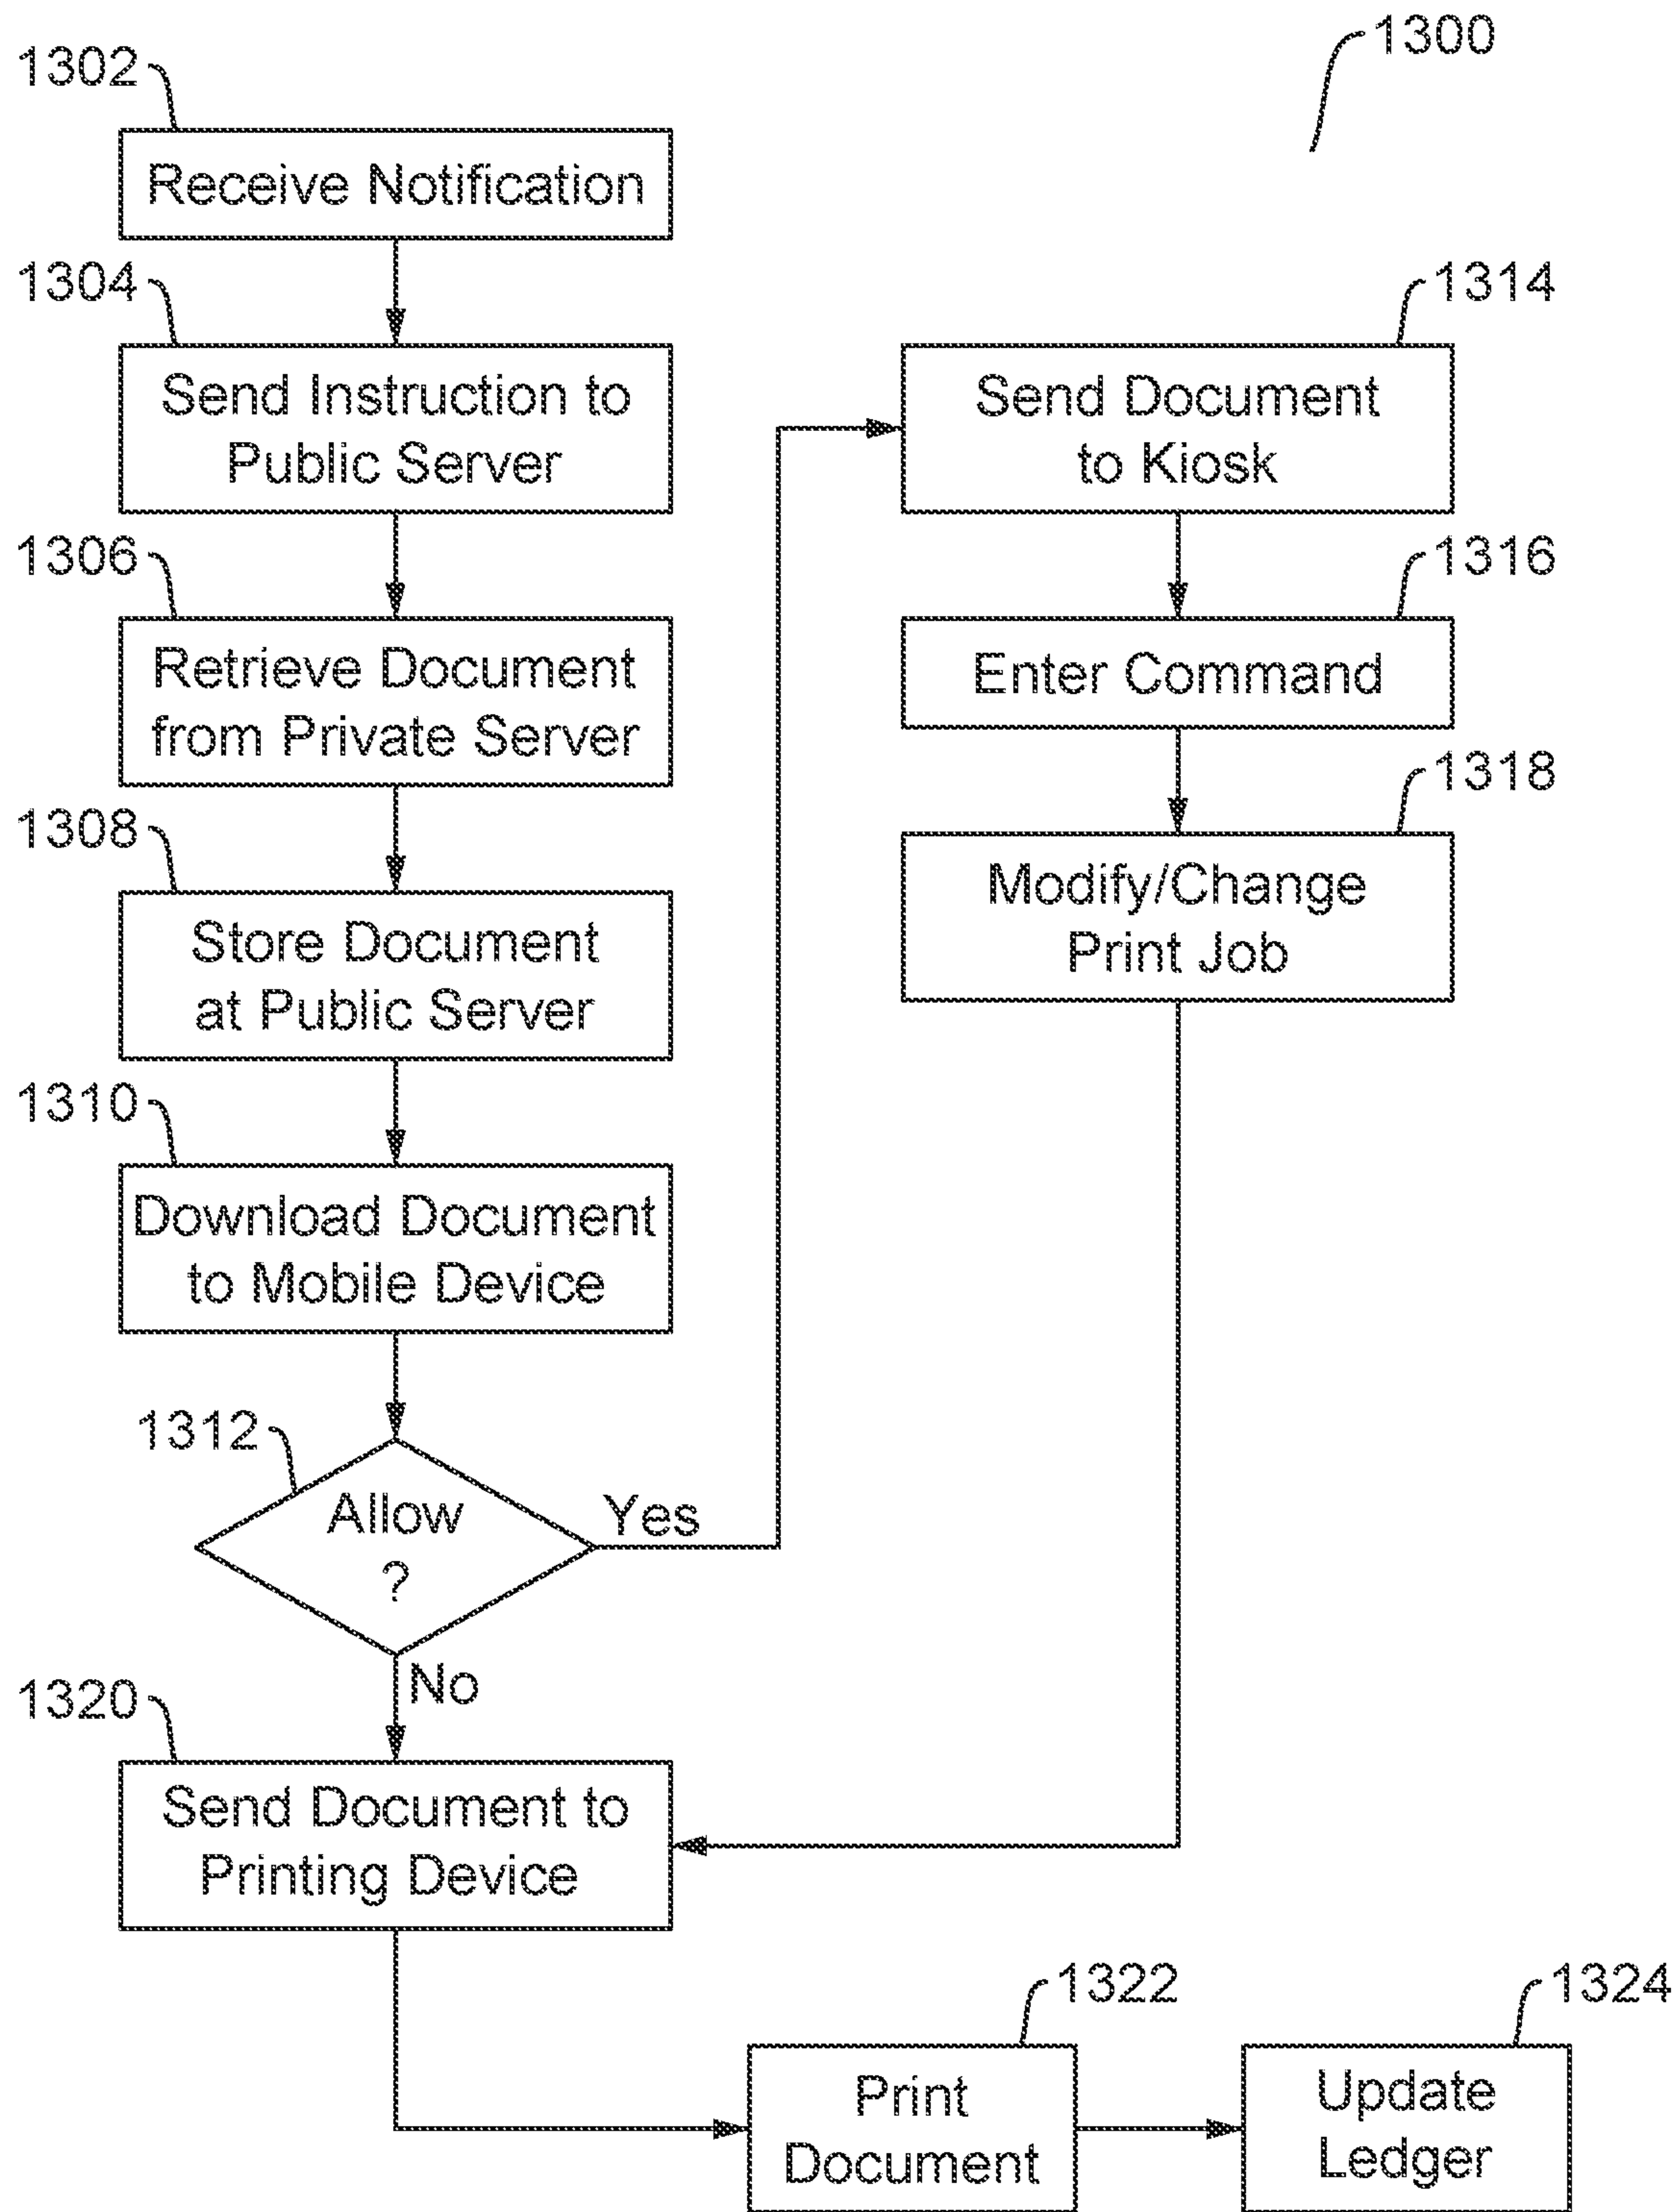 1300
1302
Receive Notification
1304
Send Instruction to
Public Server
1306
Retrieve Document
from Private Server
1308
Store Document
at Public Server
1310
Download Document
to Mobile Device
1312
Allow
?
Yes
No
1314
Send Document
to Kiosk
1316
Enter Command
1318
Modify/Change
Print Job
1320
Send Document to
Printing Device
1322
Print
Document
1324
Update
Ledger